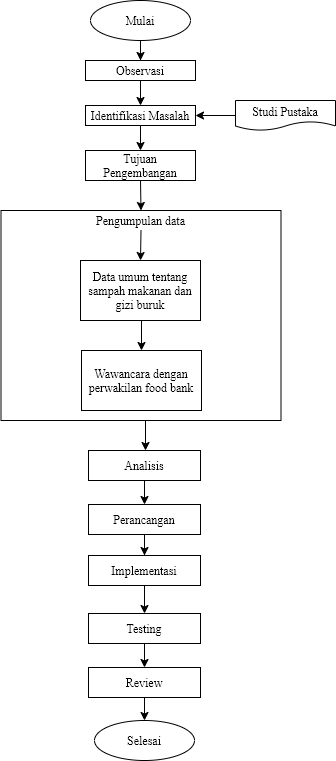 Mulai
Observasi
Identifikasi Masalah
Studi Pustaka
Tujuan
Pengembangan
Pengumpulan data
Data umum tentang
sampah makanan dan
gizi buruk
Wawancara dengan
perwakilan food bank
Analisis
Perancangan
Implementasi
Testing
Review
Selesai